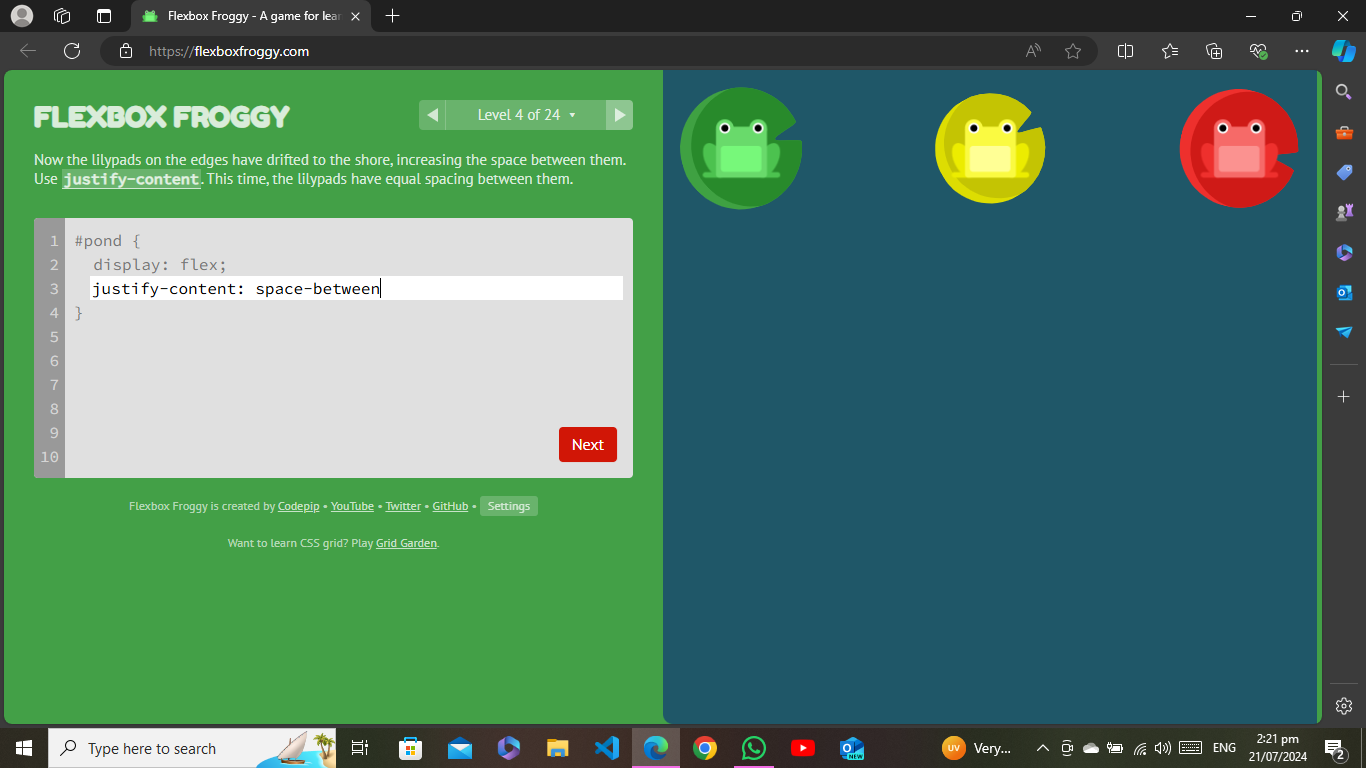 Flexbox Froggy - A game for lear
https://flexboxfroggy.com
FLEXBOX FROGGY
Level 4 of 24
Now the lilypads on the edges have drifted to the shore, increasing the space between them.
Use justify-content. This time, the lilypads have equal spacing between them.
1 #pond {
2 display: flex;
3 justify-content: space-between
4 }
5
6
7
8
9
10
Next
Flexbox Froggy is created by Codepip • YouTube • Twitter • GitHub • Settings
Want to learn CSS grid? Play Grid Garden.
Type here to search
NEW
UV
Very...
ENG
2:21 pm
21/07/2024
2